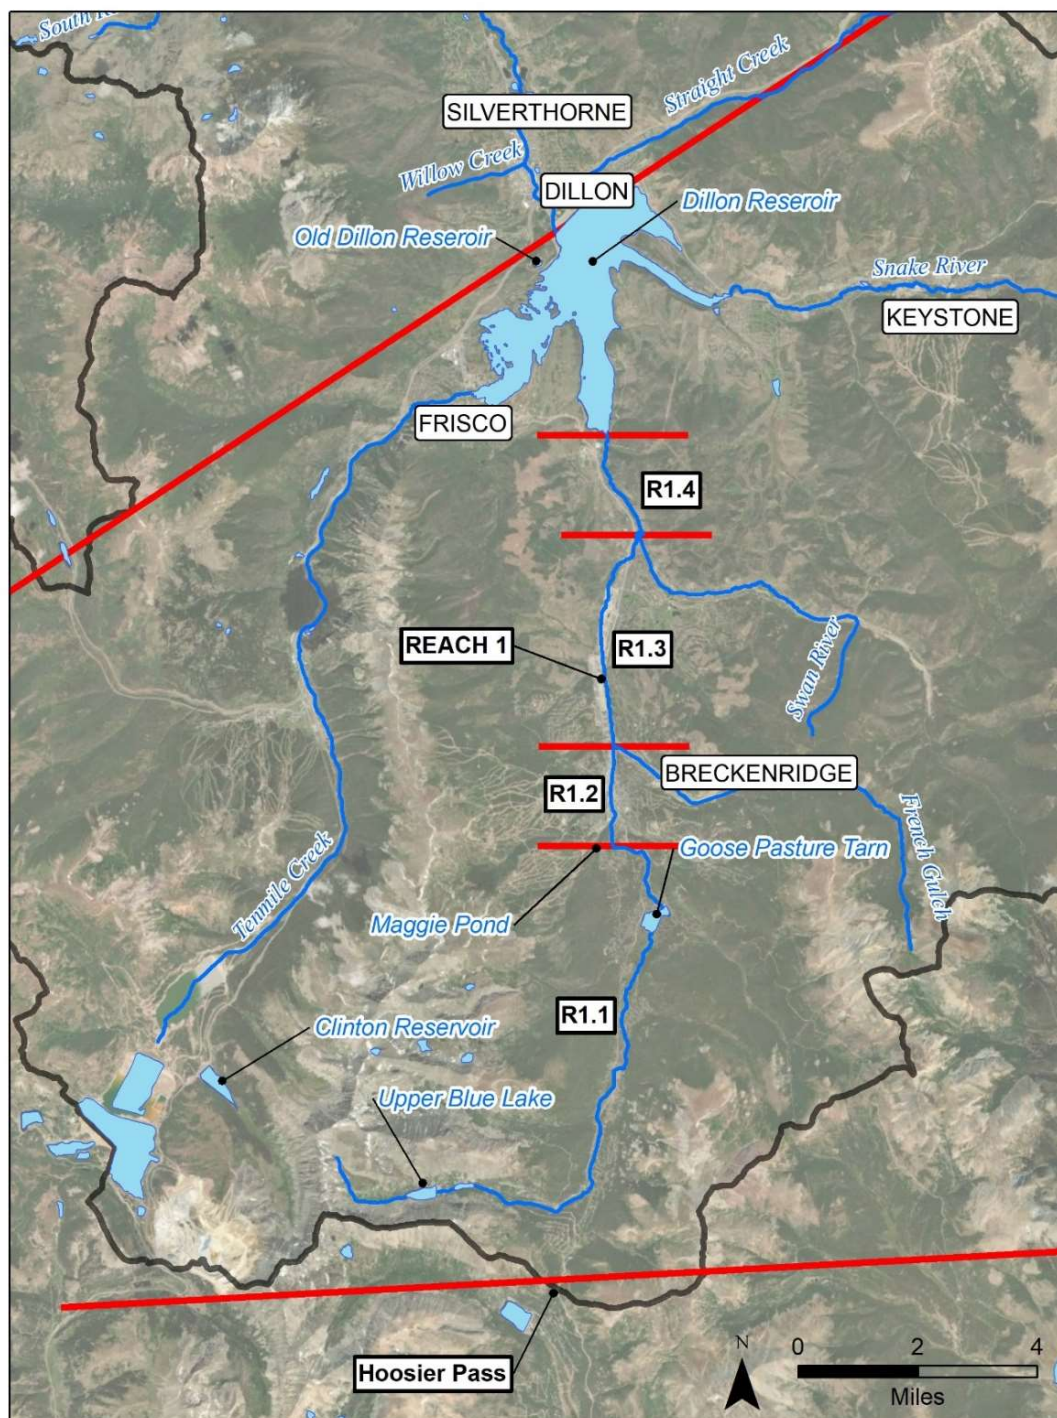 South R
SILVERTHORNE
Straight Creek
Willow Creek
DILLON
Dillon Reseroir
Old Dillon Reseroir
Snake River
KEYSTONE
FRISCO
R1.4
REACH 1
R1.3
Swan River
BRECKENRIDGE
R1.2
Goose Pasture Tarn
French Gulch
Tenmile Creek
Maggie Pond
R1.1
Clinton Reservoir
Upper Blue Lake
Hoosier Pass
N
0 2 4
Miles